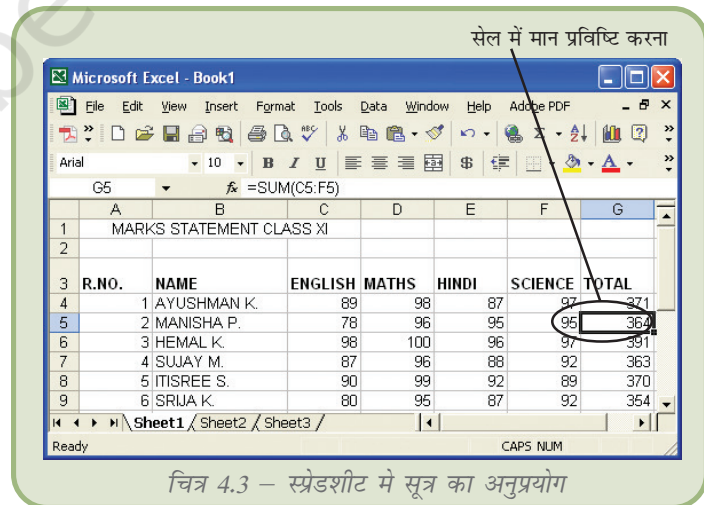 सेल में मान प्रविष्टि करना
Microsoft Excel - Book1
File Edit View Insert Format Tools Data Window Help Adobe PDF
Arial 10 B I U $ A
G5 fx =SUM(C5:F5)
A B C D E F G
1 MARKS STATEMENT CLASS XI
2
3 R.NO. NAME ENGLISH MATHS HINDI SCIENCE TOTAL
4 1 AYUSHMAN K. 89 98 87 97 371
5 2 MANISHA P. 78 96 95 95 364
6 3 HEMAL K. 98 100 96 97 391
7 4 SUJAY M. 87 96 88 92 363
8 5 ITISREE S. 90 99 92 89 370
9 6 SRIJA K. 80 95 87 92 354
Sheet1 / Sheet2 / Sheet3 /
Ready CAPS NUM
चित्र 4.3 – स्प्रेडशीट मे सूत्र का अनुप्रयोग